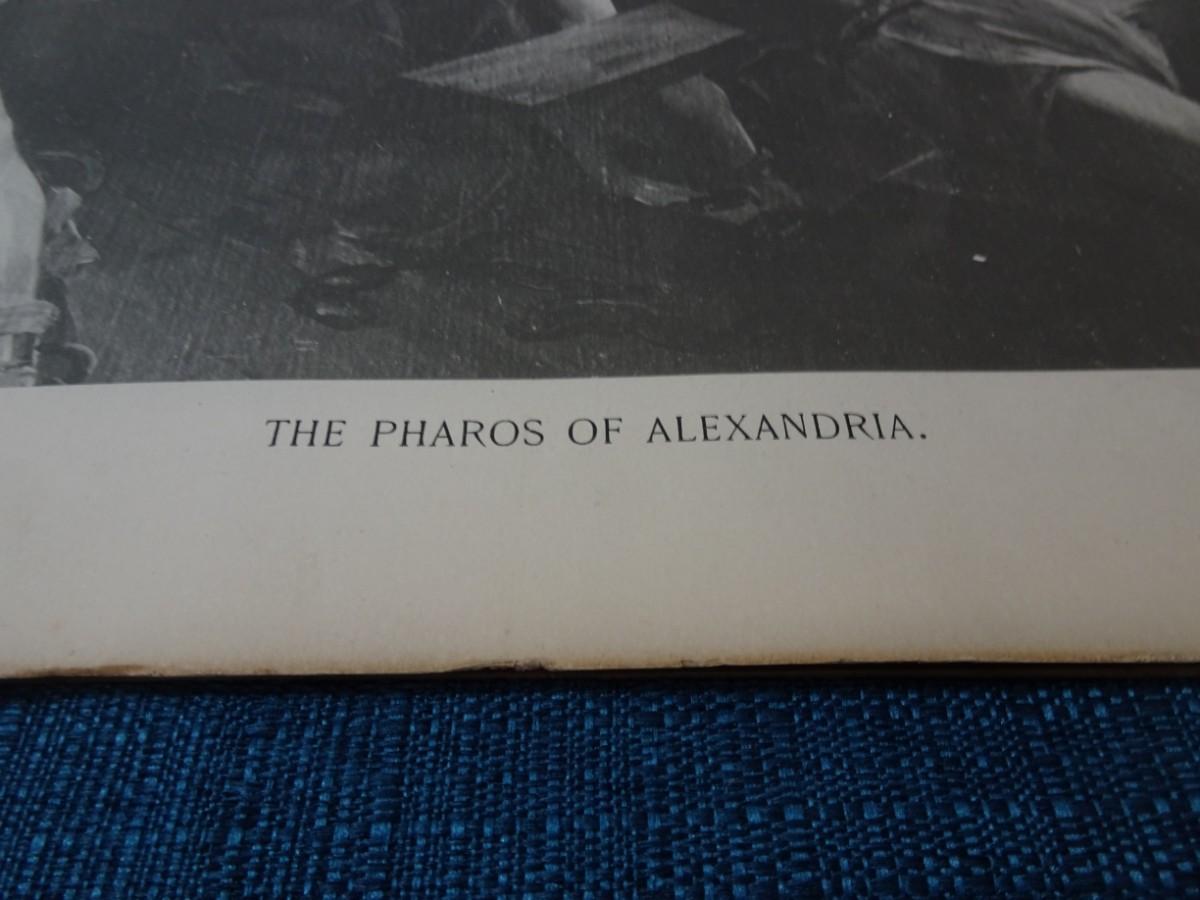 THE PHAROS OF ALEXANDRIA.